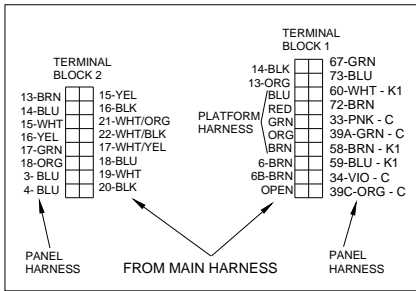 TERMINAL
BLOCK 2
13-BRN
14-BLU
15-WHT
16-YEL
17-GRN
18-ORG
3- BLU
4- BLU
15-YEL
16-BLK
21-WHT/ORG
22-WHT/BLK
17-WHT/YEL
18-BLU
19-WHT
20-BLK
PANEL
HARNESS
FROM MAIN HARNESS
TERMINAL
BLOCK 1
14-BLK
13-ORG
BLU
RED
GRN
ORG
BRN
6-BRN
6B-BRN
OPEN
PLATFORM
HARNESS
67-GRN
73-BLU
60-WHT - K1
72-BRN
33-PNK - C
39A-GRN - C
58-BRN - K1
59-BLU - K1
34-VIO - C
39C-ORG - C
PANEL
HARNESS